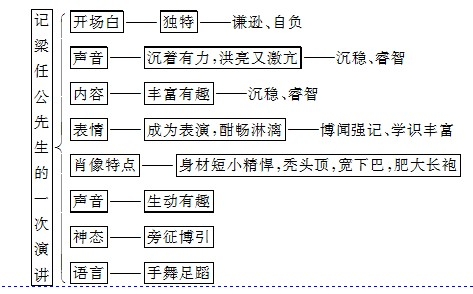 记梁任公先生的一次演讲
开场白——独特——谦逊、自负
声音——沉着有力,洪亮又激亢——沉稳、睿智
内容——丰富有趣——沉稳、睿智
表情——成为表演,酣畅淋漓——博闻强记、学识丰富
肖像特点——身材短小精悍,秃头顶,宽下巴,肥大长袍
声音——生动有趣
神态——旁征博引
语言——手舞足蹈